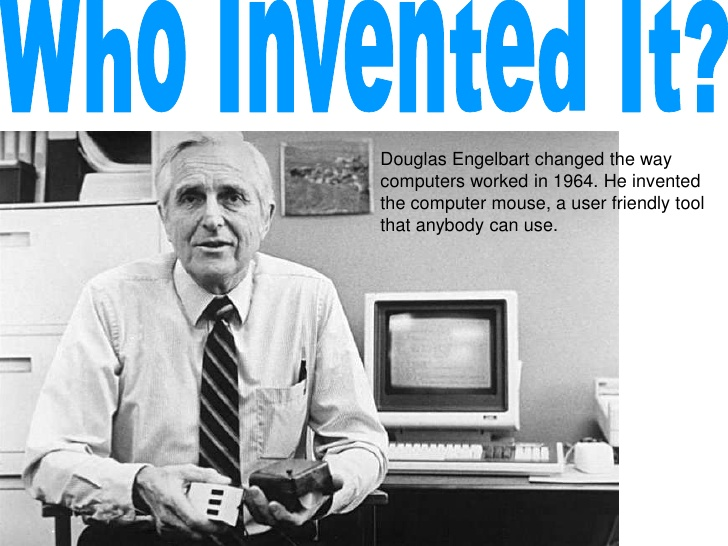 Who Invented It?
Douglas Engelbart changed the way
computers worked in 1964. He invented
the computer mouse, a user friendly tool
that anybody can use.